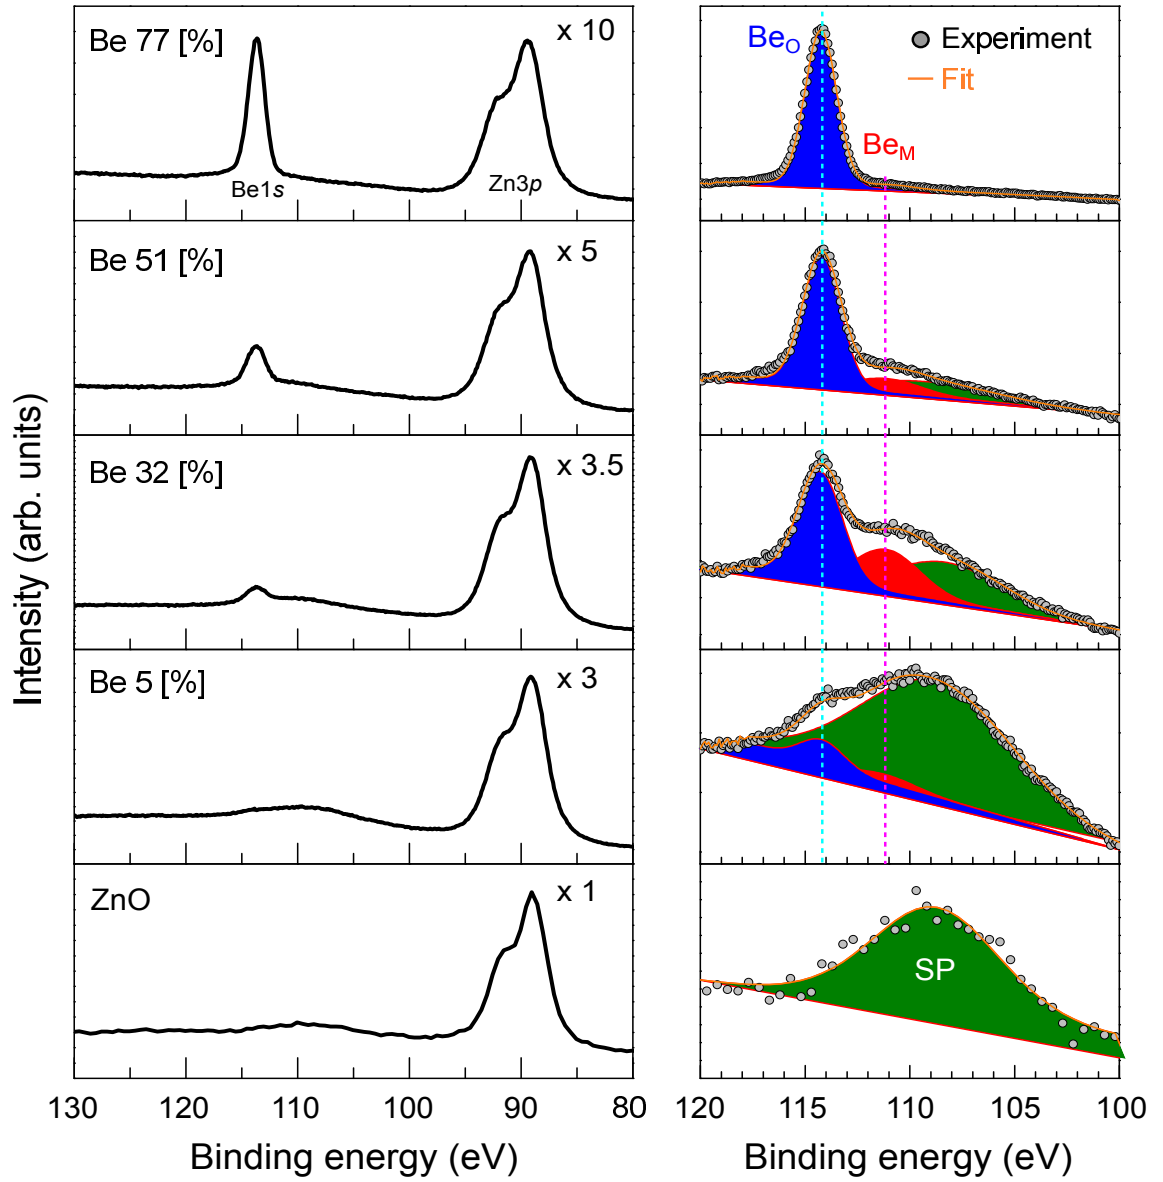 Intensity (arb. units)
Be 77 [%]
x 10
Be1s
Zn3p
Be 51 [%]
x 5
Be 32 [%]
x 3.5
Be 5 [%]
x 3
ZnO
x 1
130 120 110 100 90 80
Binding energy (eV)
BeO
Experiment
Fit
BeM
SP
120 115 110 105 100
Binding energy (eV)